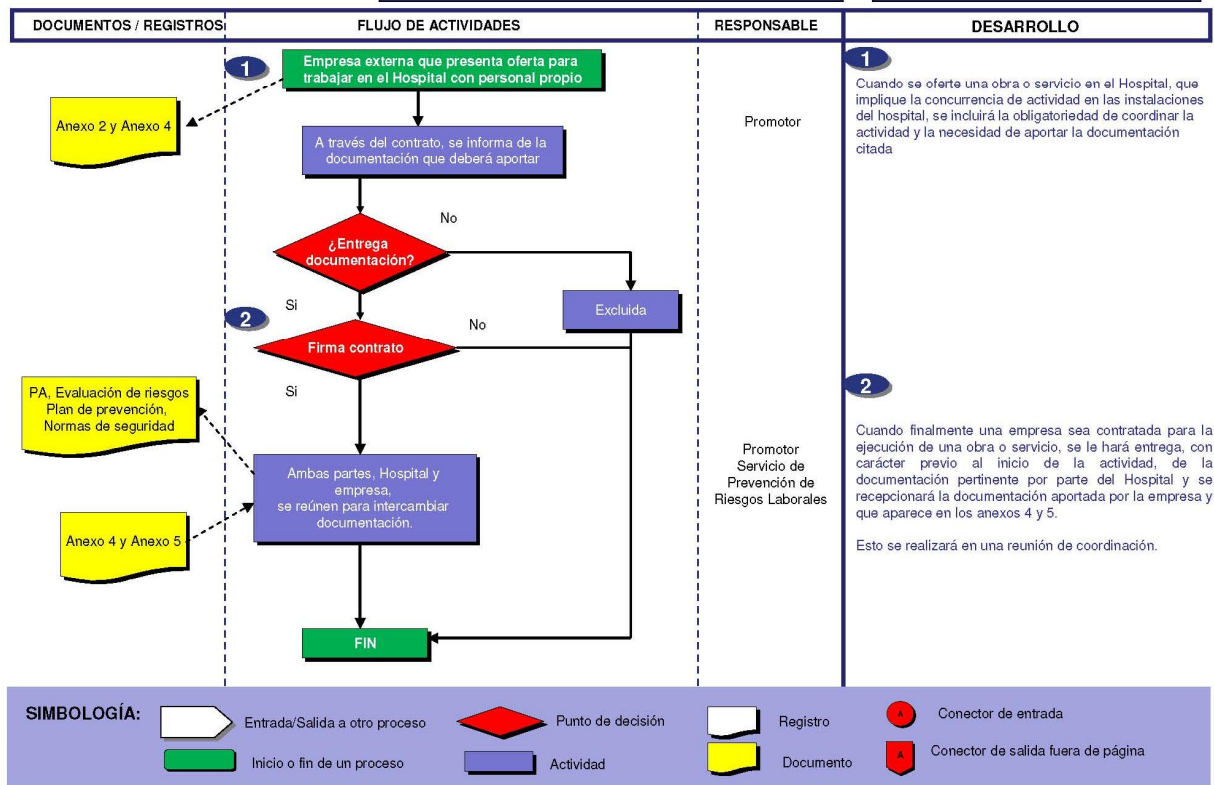 DOCUMENTOS / REGISTROS
FLUJO DE ACTIVIDADES
RESPONSABLE
DESARROLLO
1
Empresa externa que presenta oferta para
trabajar en el Hospital con personal propio
Anexo 2 y Anexo 4
A través del contrato, se informa de la
documentación que deberá aportar
Promotor
1
Cuando se oferte una obra o servicio en el Hospital, que
implique la concurrencia de actividad en las instalaciones
del hospital, se incluirá la obligatoriedad de coordinar la
actividad y la necesidad de aportar la documentación
citada
¿Entrega
documentación?
No
Si
Excluida
2
Firma contrato
No
Si
PA, Evaluación de riesgos
Plan de prevención,
Normas de seguridad
Ambas partes, Hospital y
empresa,
se reúnen para intercambiar
documentación.
Anexo 4 y Anexo 5
Promotor
Servicio de
Prevención de
Riesgos Laborales
2
Cuando finalmente una empresa sea contratada para la
ejecución de una obra o servicio, se le hará entrega, con
carácter previo al inicio de la actividad, de la
documentación pertinente por parte del Hospital y se
recepcionará la documentación aportada por la empresa y
que aparece en los anexos 4 y 5.
Esto se realizará en una reunión de coordinación.
FIN
SIMBOLOGÍA:
Entrada/Salida a otro proceso
Punto de decisión
Registro
A
Conector de entrada
Inicio o fin de un proceso
Actividad
Documento
A
Conector de salida fuera de página